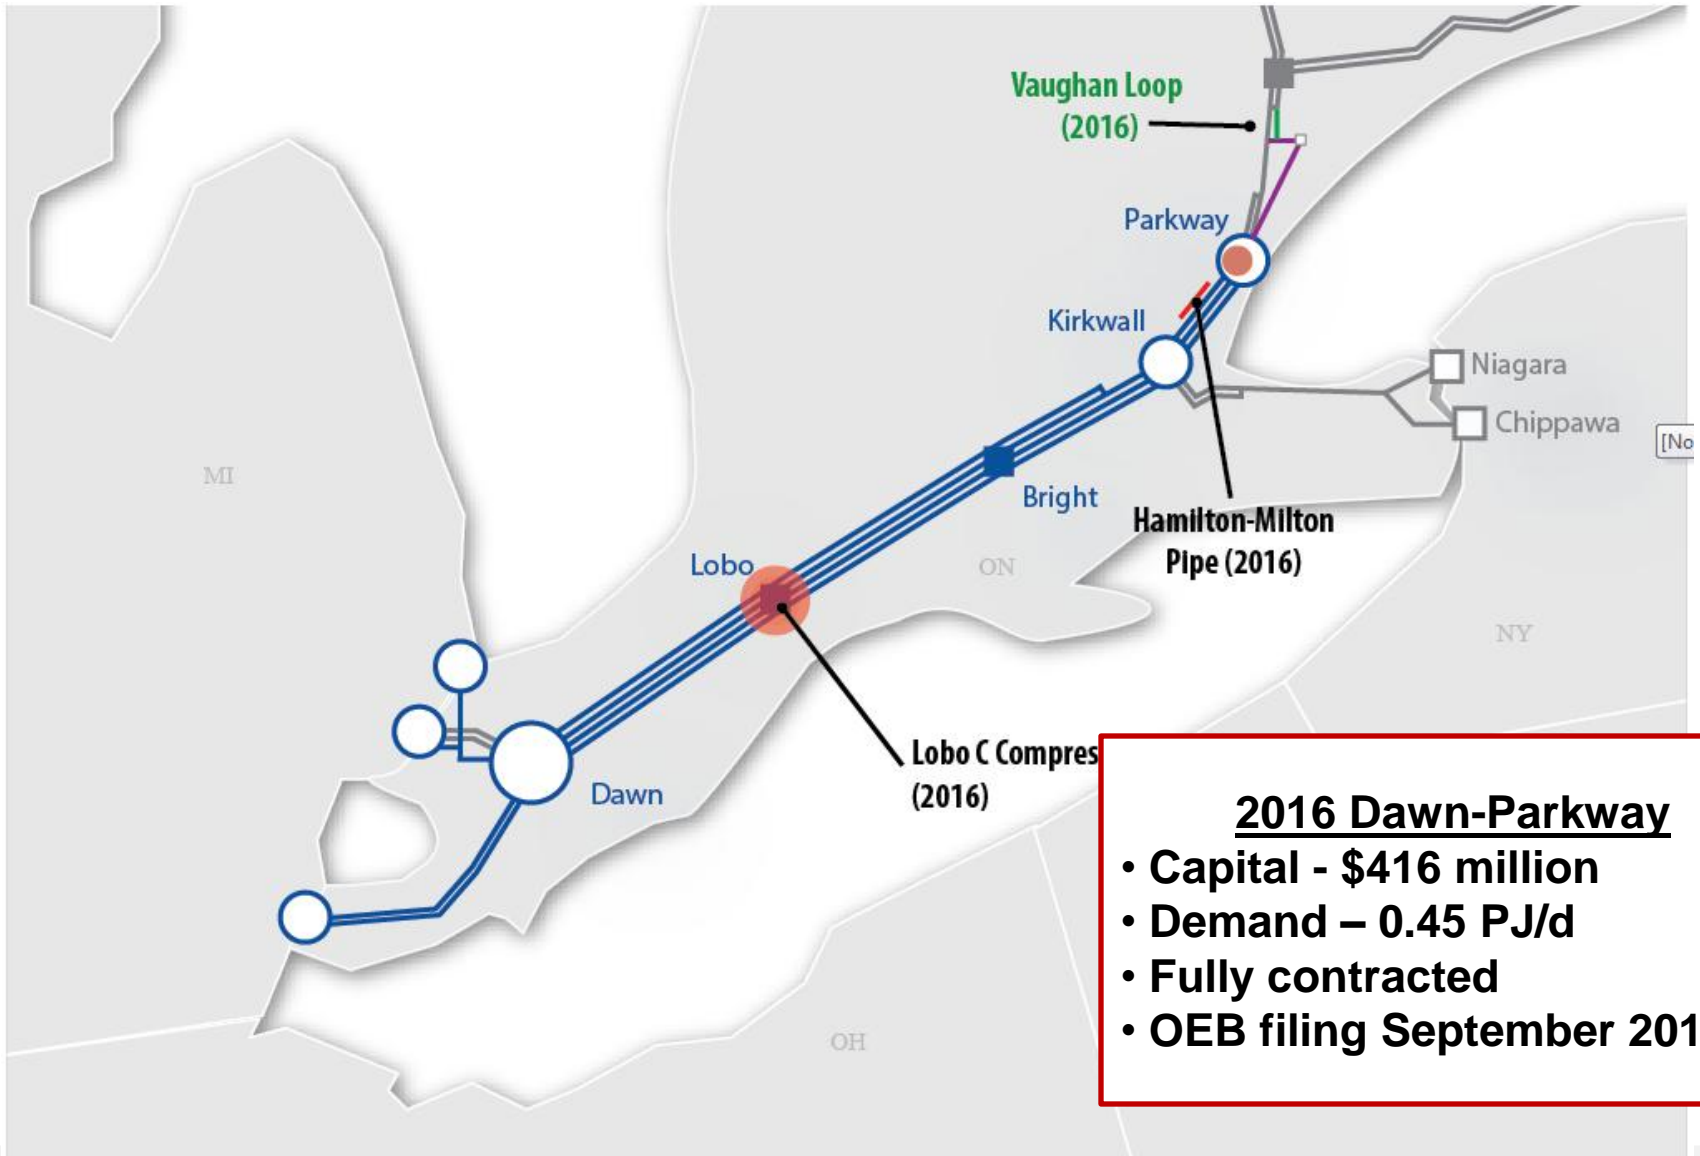 Vaughan Loop
(2016)
Parkway
Kirkwall
Niagara
Chippawa
[No
MI
Bright
Hamilton-Milton
Pipe (2016)
Lobo
ON
NY
Lobo C Compres
(2016)
Dawn
2016 Dawn-Parkway
• Capital - $416 million
• Demand – 0.45 PJ/d
• Fully contracted
• OEB filing September 201
OH